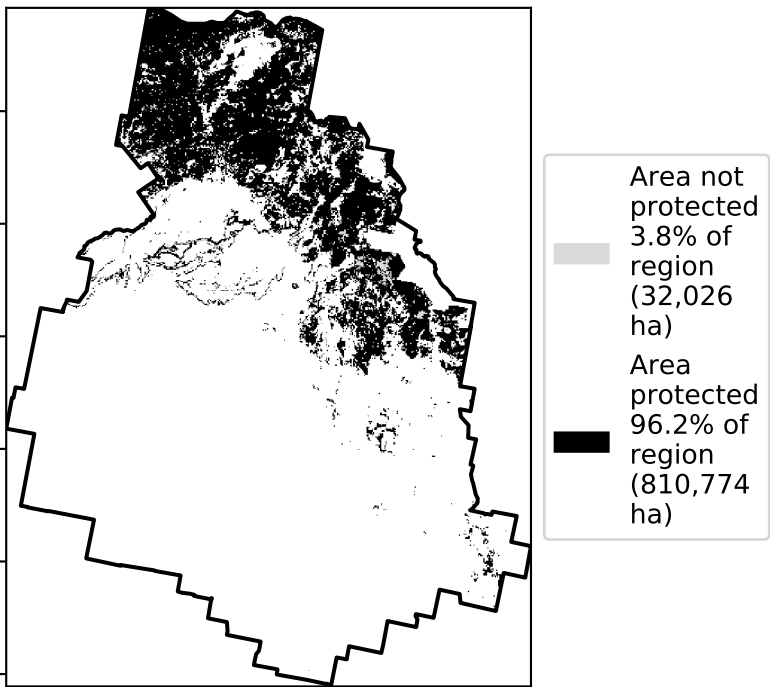 Area not
protected
3.8% of
region
(32,026
ha)
Area
protected
96.2% of
region
(810,774
ha)